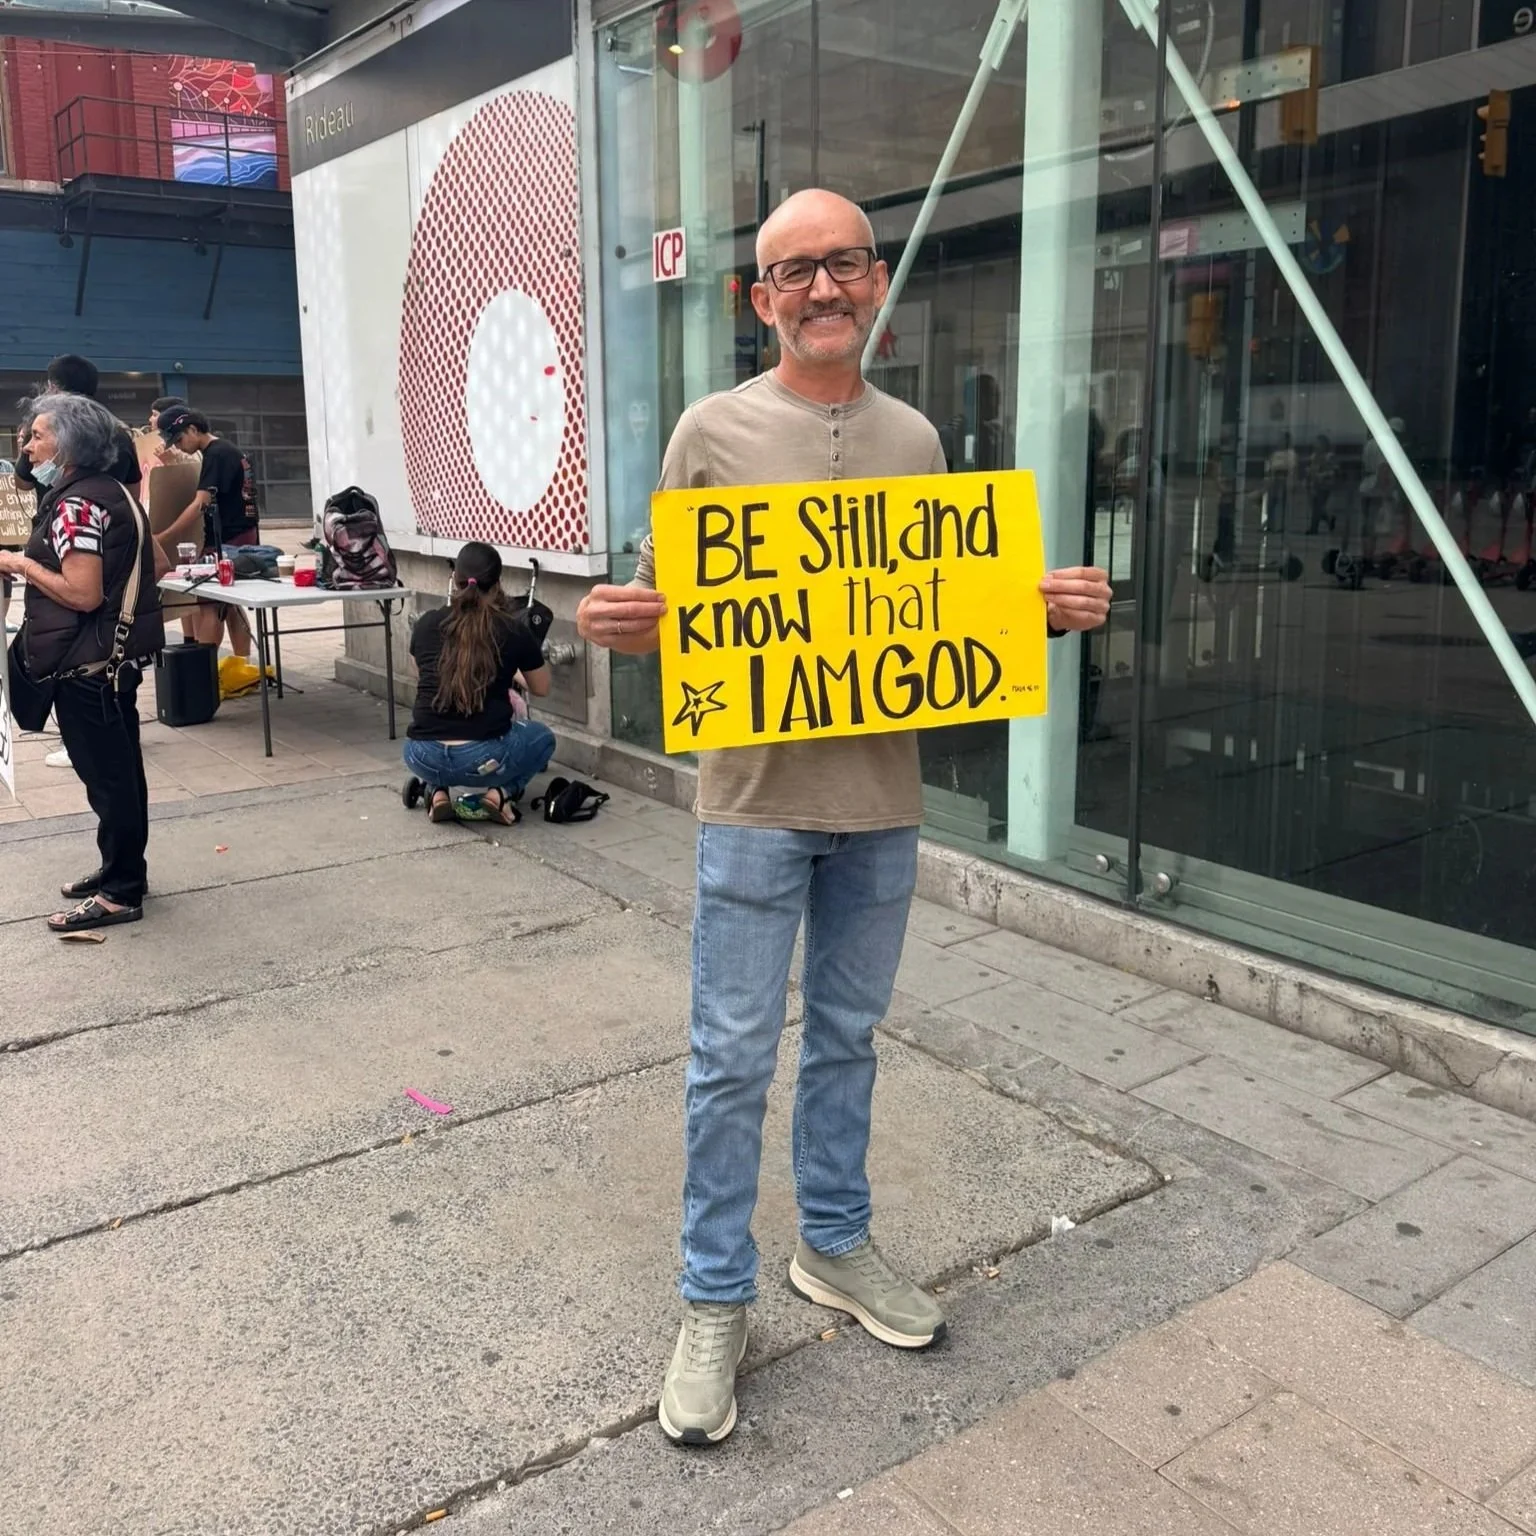 Rideau
ICP
"BE Still, and
KNOW that
I AM GOD."